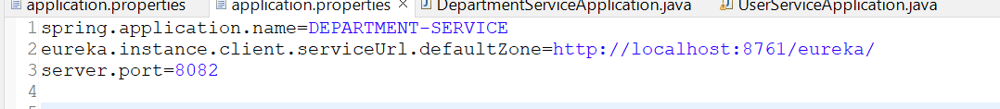 application.properties application.properties × DepartmentServiceApplication.java UserServiceApplication.java
1 spring.application.name=DEPARTMENT-SERVICE
2 eureka.instance.client.serviceUrl.defaultZone=http://localhost:8761/eureka/
3 server.port=8082
4